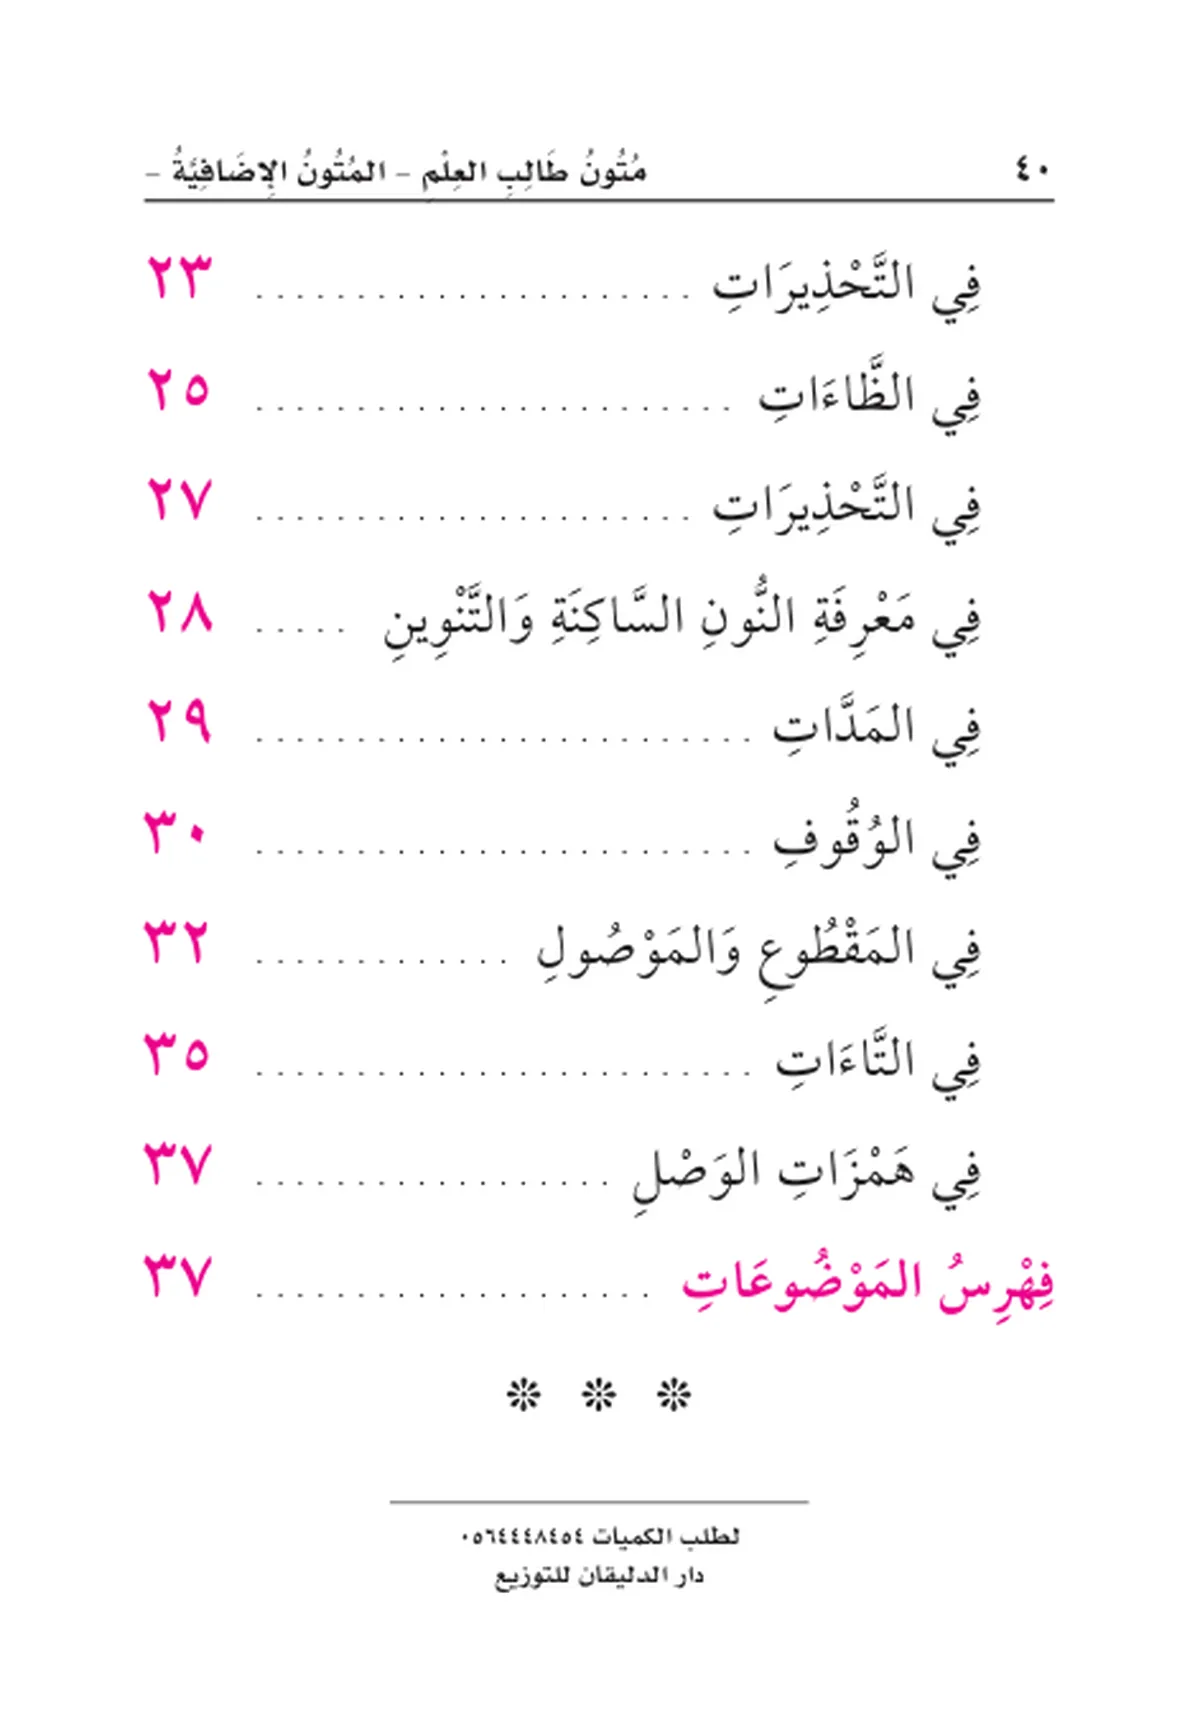 ٤٠ مُتُونُ طَالِبِ العِلْمِ – المُتُونُ الإِضَافِيَّةُ –
فِي التَّحْذِيرَاتِ ...................... ٢٣
فِي الظَّاءَاتِ ........................ ٢٥
فِي التَّحْذِيرَاتِ ...................... ٢٧
فِي مَعْرِفَةِ النُّونِ السَّاكِنَةِ وَالتَّنْوِينِ ..... ٢٨
فِي المَدَّاتِ ......................... ٢٩
فِي الوُقُوفِ ......................... ٣٠
فِي المَقْطُوعِ وَالمَوْصُولِ ............. ٣٢
فِي التَّاءَاتِ ......................... ٣٥
فِي هَمْزَاتِ الوَصْلِ .................. ٣٧
فِهْرِسُ المَوْضُوعَاتِ .................... ٣٧
لطلب الكميات ٠٥٦٤٤٤٨٤٥٤
دار الدليقان للتوزيع